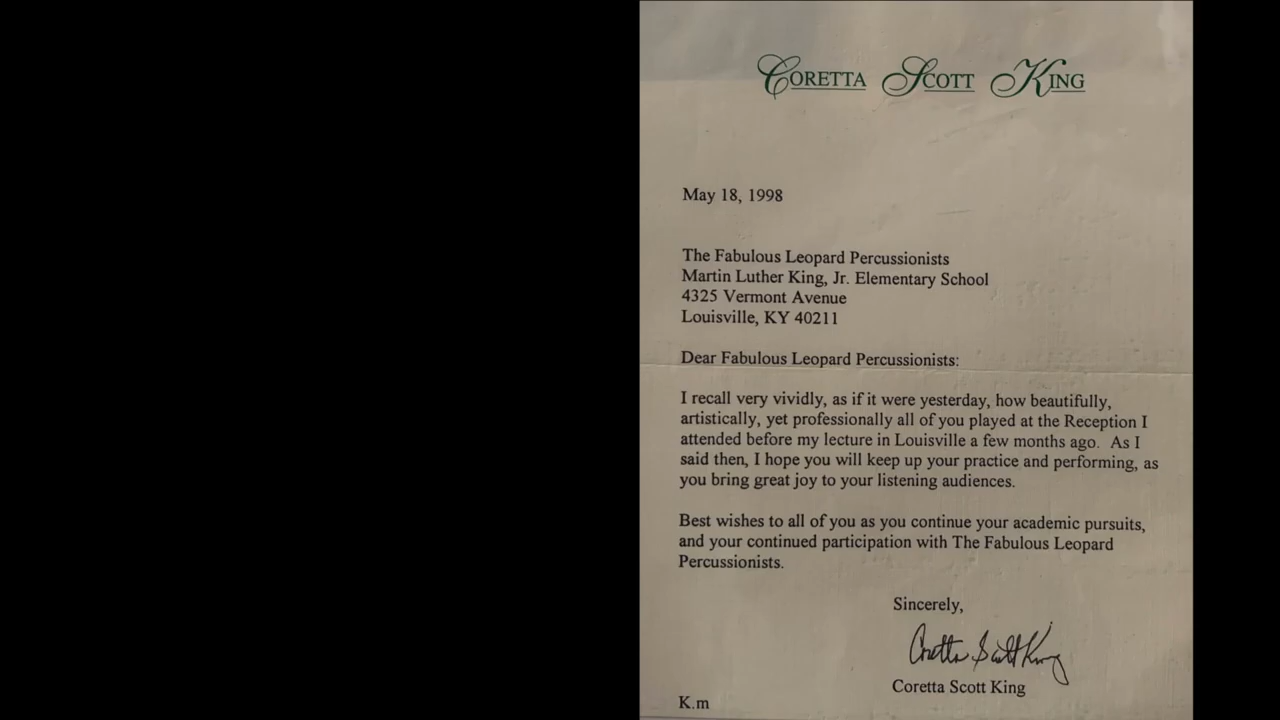 CORETTA SCOTT KING
May 18, 1998
The Fabulous Leopard Percussionists
Martin Luther King, Jr. Elementary School
4325 Vermont Avenue
Louisville, KY 40211
Dear Fabulous Leopard Percussionists:
I recall very vividly, as if it were yesterday, how beautifully,
artistically, yet professionally all of you played at the Reception I
attended before my lecture in Louisville a few months ago. As I
said then, I hope you will keep up your practice and performing, as
you bring great joy to your listening audiences.
Best wishes to all of you as you continue your academic pursuits,
and your continued participation with The Fabulous Leopard
Percussionists.
Sincerely,
Coretta Scott King
Coretta Scott King
K.m